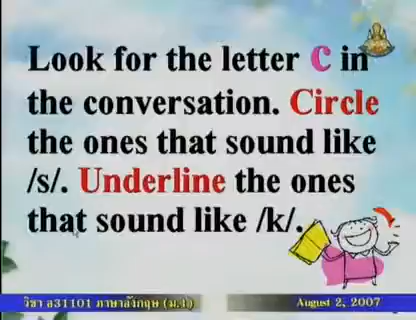 Look for the letter C in
the conversation. Circle
the ones that sound like
/s/. Underline the ones
that sound like /k/.
วิชา อ31101 ภาษาอังกฤษ (ม.1)
August 2, 2007